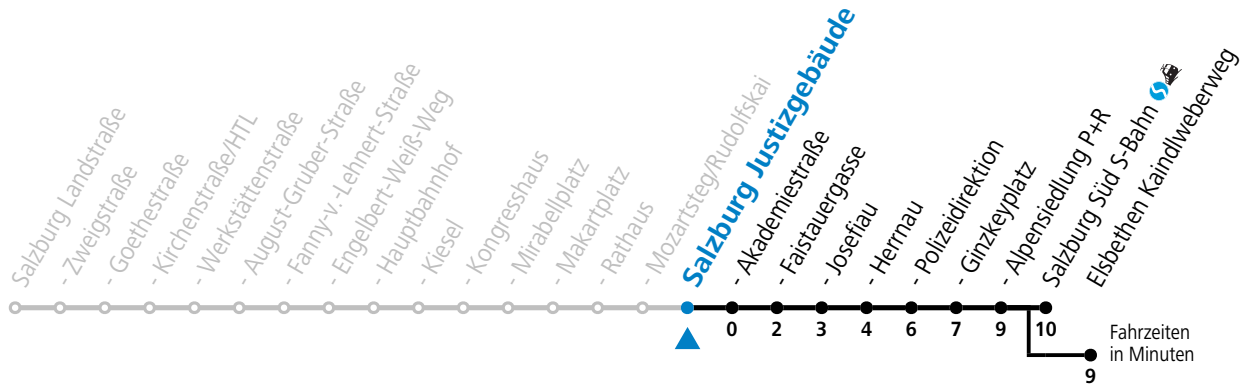 Salzburg Landstraße
- Zweigstraße
- Goethestraße
- Kirchenstraße/HTL
- Werkstättenstraße
- August-Gruber-Straße
- Fanny-v.-Lehnert-Straße
- Engelbert-Weiß-Weg
- Hauptbahnhof
- Kiesel
- Kongresshaus
- Mirabellplatz
- Makartplatz
- Rathaus
- Mozartsteg/Rudolfskai
Salzburg Justizgebäude
- Akademiestraße
- Faistauergasse
- Josefiau
- Herrnau
- Polizeidirektion
- Ginzkeyplatz
- Alpensiedlung P+R
Salzburg Süd S-Bahn
Elsbethen Kaindlweberweg
0 2 3 4 6 7 9 10
Fahrzeiten
in Minuten
9